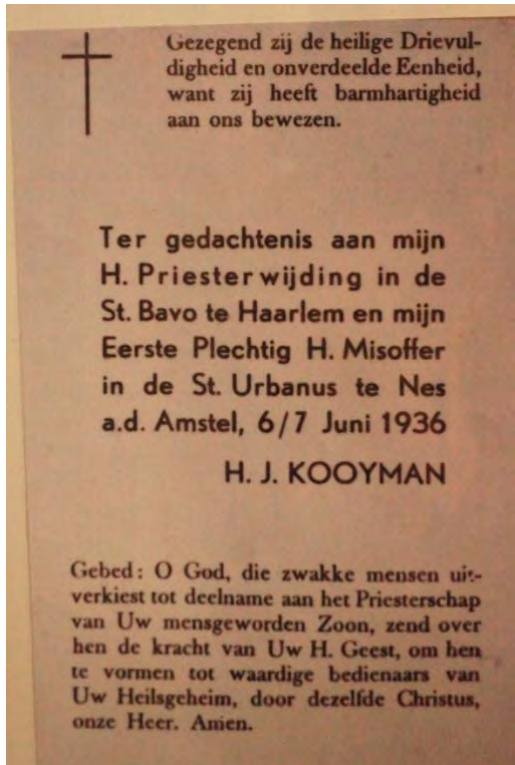 Gezegend zij de heilige Drievul-
digheid en onverdeelde Eenheid,
want zij heeft barmhartigheid
aan ons bewezen.
Ter gedachtenis aan mijn
H. Priesterwijding in de
St. Bavo te Haarlem en mijn
Eerste Plechtig H. Misoffer
in de St. Urbanus te Nes
a.d. Amstel, 6/7 Juni 1936
H. J. KOOYMAN
Gebed: O God, die zwakke mensen uit-
verkiest tot deelname aan het Priesterschap
van Uw mensgeworden Zoon, zend over
hen de kracht van Uw H. Geest, om hen
te vormen tot waardige bedienaars van
Uw Heilsgeheim, door dezelfde Christus,
onze Heer. Amen.